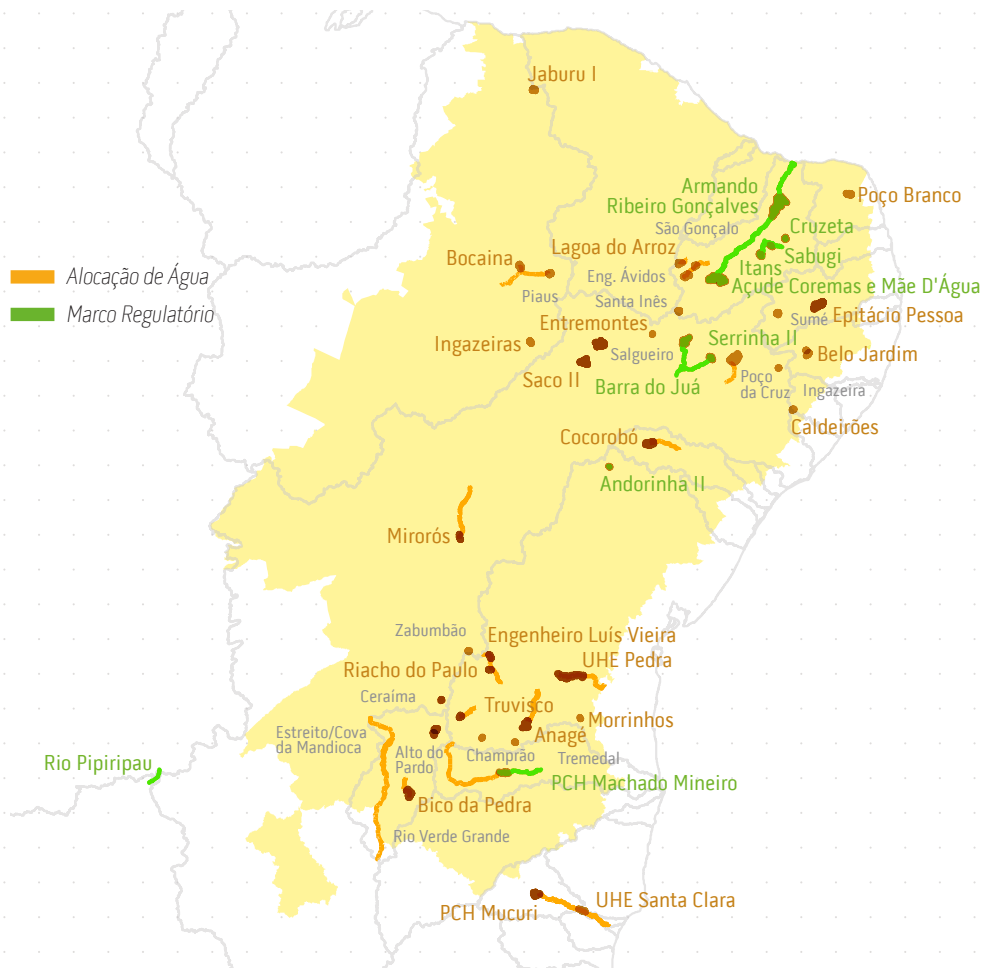 Jaburu I
Armando
Ribeiro Gonçalves
Poço Branco
São Gonçalo
Cruzeta
Lagoa do Arroz
Sabugi
Bocaina
Itans
Alocação de Água
Eng. Ávidos
Açude Coremas e Mãe D'Água
Piaus
Santa Inês
Marco Regulatório
Sumé
Epitácio Pessoa
Entremontes
Serrinha II
Ingazeiras
Salgueiro
Belo Jardim
Saco II
Barra do Juá
Poço
da Cruz
Ingazeira
Caldeirões
Cocorobó
Andorinha II
Mirorós
Zabumbão
Engenheiro Luís Vieira
UHE Pedra
Riacho do Paulo
Ceraíma
Truvisco
Morrinhos
Estreito/Cova
da Mandioca
Anagé
Alto do
Pardo
Champrão
Tremedal
Rio Pipiripau
PCH Machado Mineiro
Bico da Pedra
Rio Verde Grande
UHE Santa Clara
PCH Mucuri